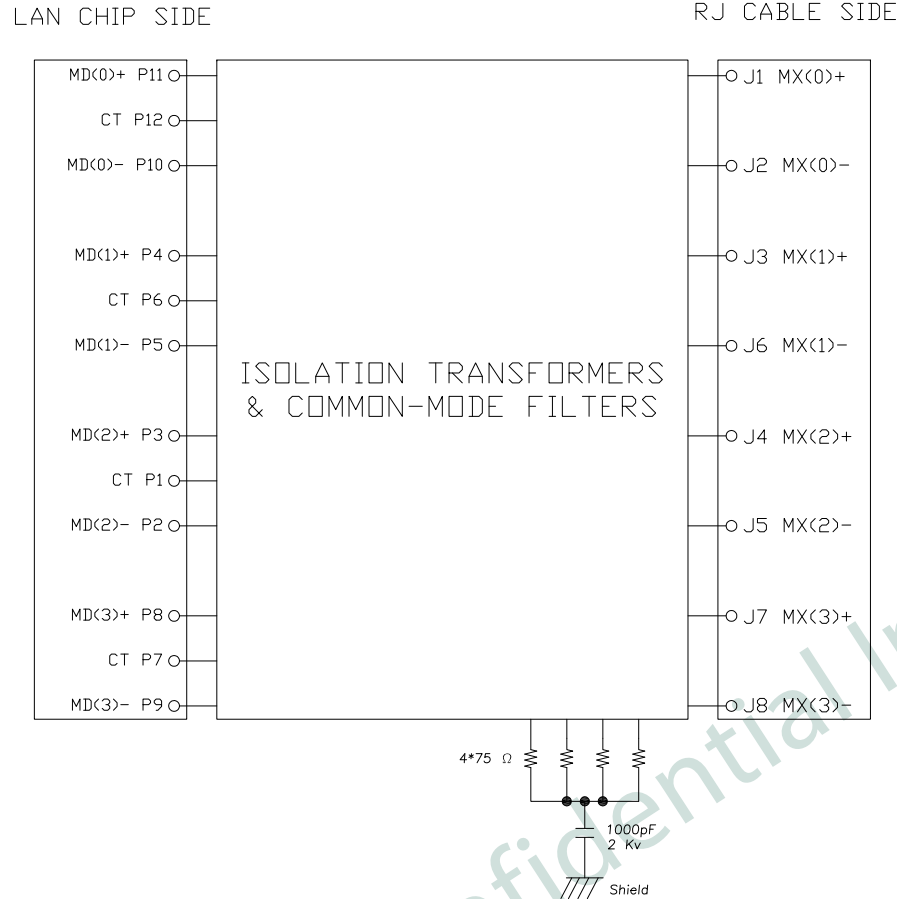 LAN CHIP SIDE
RJ CABLE SIDE
MD(0)+ P11
CT P12
MD(0)- P10
MD(1)+ P4
CT P6
MD(1)- P5
MD(2)+ P3
CT P1
MD(2)- P2
MD(3)+ P8
CT P7
MD(3)- P9
ISOLATION TRANSFORMERS
& COMMON-MODE FILTERS
J1 MX(0)+
J2 MX(0)-
J3 MX(1)+
J6 MX(1)-
J4 MX(2)+
J5 MX(2)-
J7 MX(3)+
J8 MX(3)-
4*75 Ω
1000pF
2 Kv
Shield